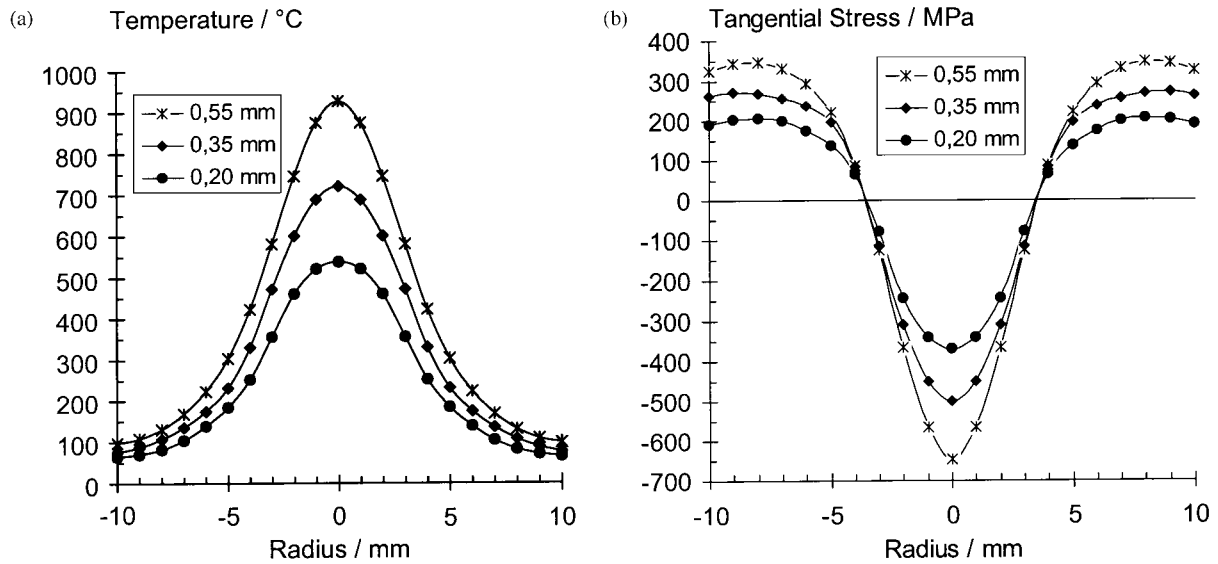 (a)
Temperature / °C
1000
900
800
700
600
500
400
300
200
100
0
0,55 mm
0,35 mm
0,20 mm
-10
-5
0
5
10
Radius / mm
(b)
Tangential Stress / MPa
400
300
200
100
0
-100
-200
-300
-400
-500
-600
-700
0,55 mm
0,35 mm
0,20 mm
-10
-5
0
5
10
Radius / mm